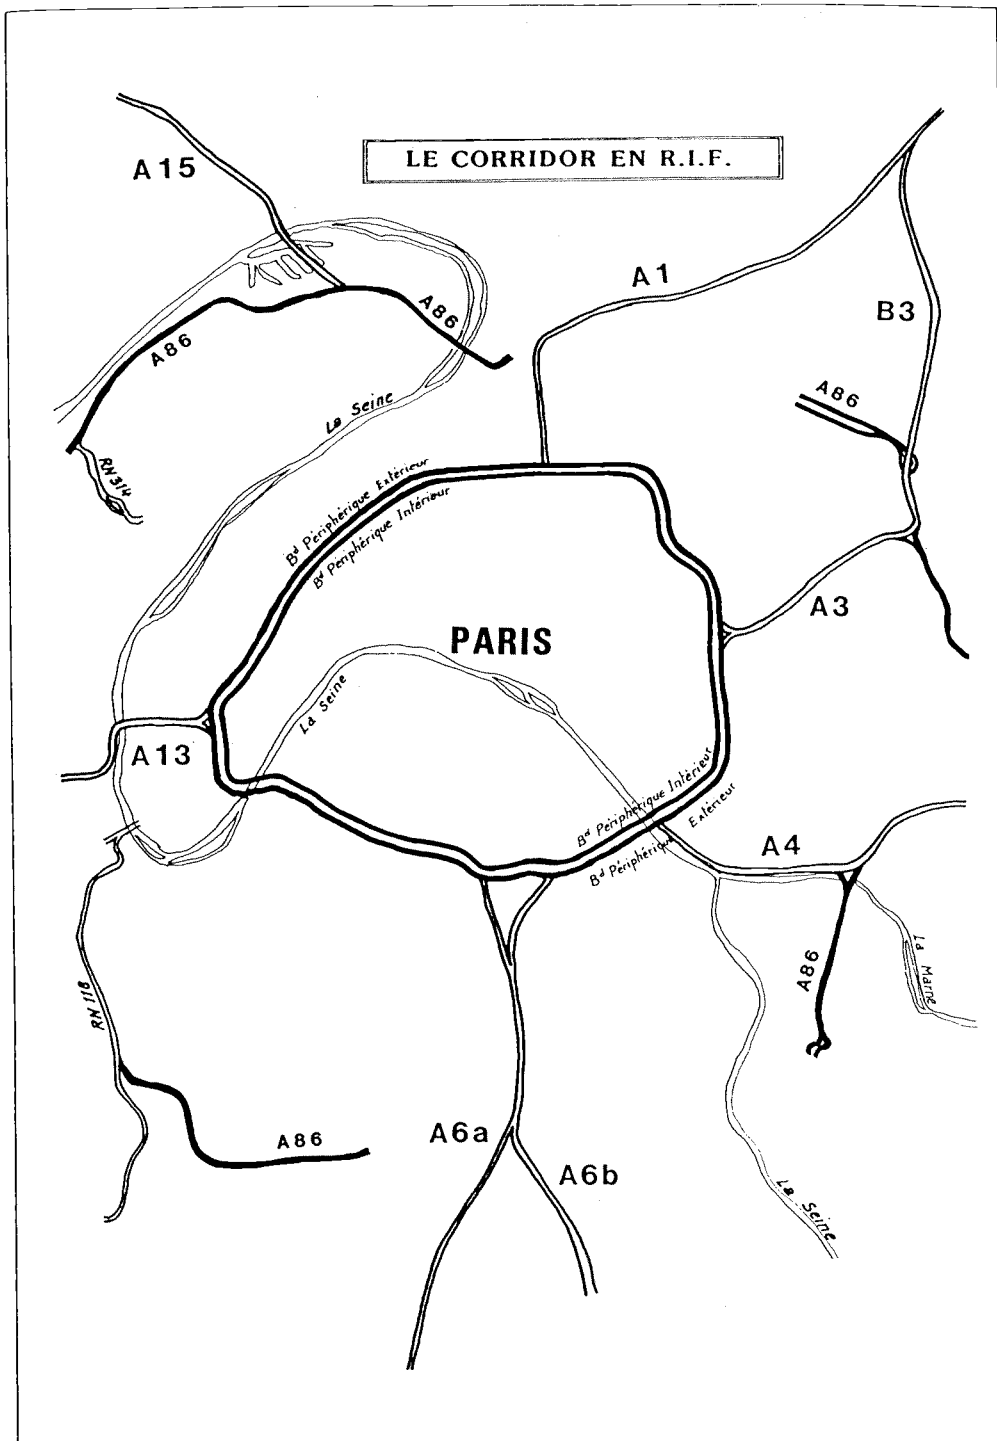 LE CORRIDOR EN R.I.F.
A15
A1
B3
A86
A86
A86
La Seine
RN314
Bd Périphérique Extérieur
Bd Périphérique Intérieur
A3
PARIS
La Seine
A13
Bd Périphérique Intérieur
Bd Périphérique Extérieur
A4
A86
La Marne
RN 118
A86
A6a
A6b
La Seine